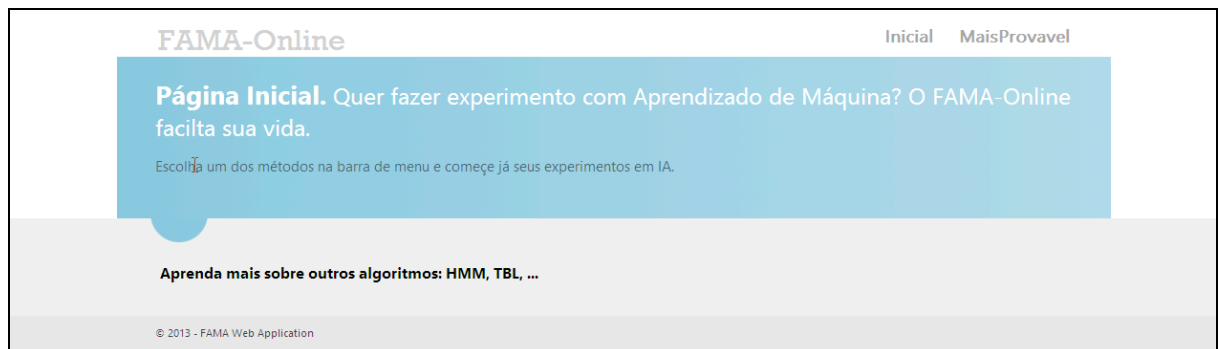 FAMA-Online
Inicial MaisProvavel
Página Inicial. Quer fazer experimento com Aprendizado de Máquina? O FAMA-Online
facilta sua vida.
Escolha um dos métodos na barra de menu e começe já seus experimentos em IA.
Aprenda mais sobre outros algoritmos: HMM, TBL, ...
© 2013 - FAMA Web Application